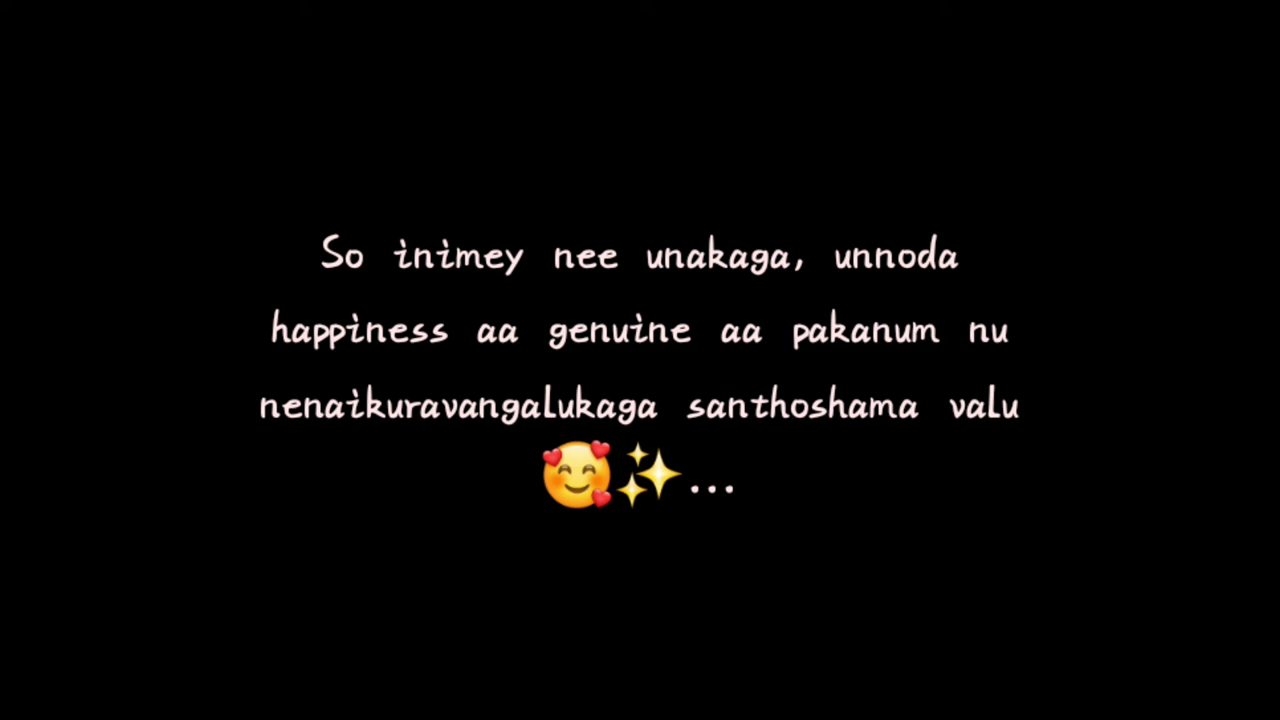 So inimey nee unakaga, unnoda
happiness aa genuine aa pakanum nu
nenaikuravangalukaga santhoshama valu
🥰✨...